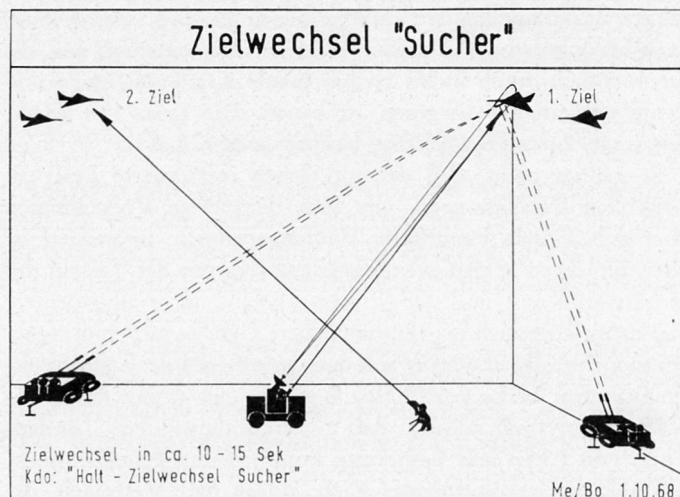 Zielwechsel "Sucher"
2. Ziel
1. Ziel
Zielwechsel in ca. 10 - 15 Sek
Kdo: "Halt - Zielwechsel Sucher"
Me/Bo 1.10.68